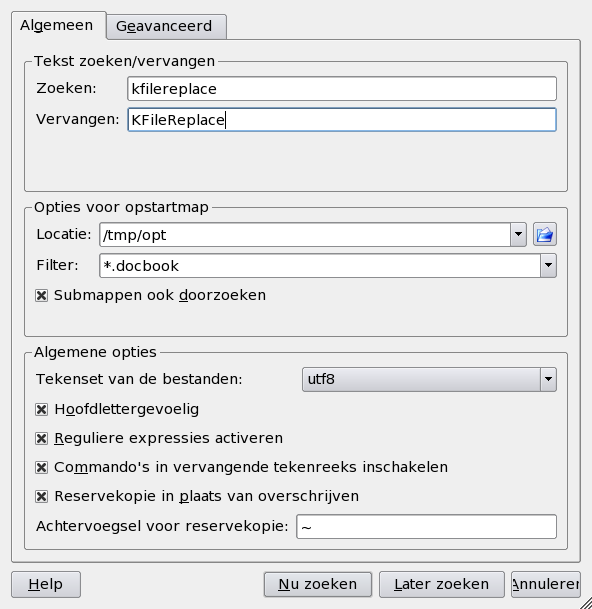 Algemeen Geavanceerd
Tekst zoeken/vervangen
Zoeken: kfilereplace
Vervangen: KFileReplace
Opties voor opstartmap
Locatie: /tmp/opt
Filter: *.docbook
Submappen ook doorzoeken
Algemene opties
Tekenset van de bestanden: utf8
Hoofdlettergevoelig
Reguliere expressies activeren
Commando's in vervangende tekenreeks inschakelen
Reservekopie in plaats van overschrijven
Achtervoegsel voor reservekopie: ~
Help Nu zoeken Later zoeken Annuleren